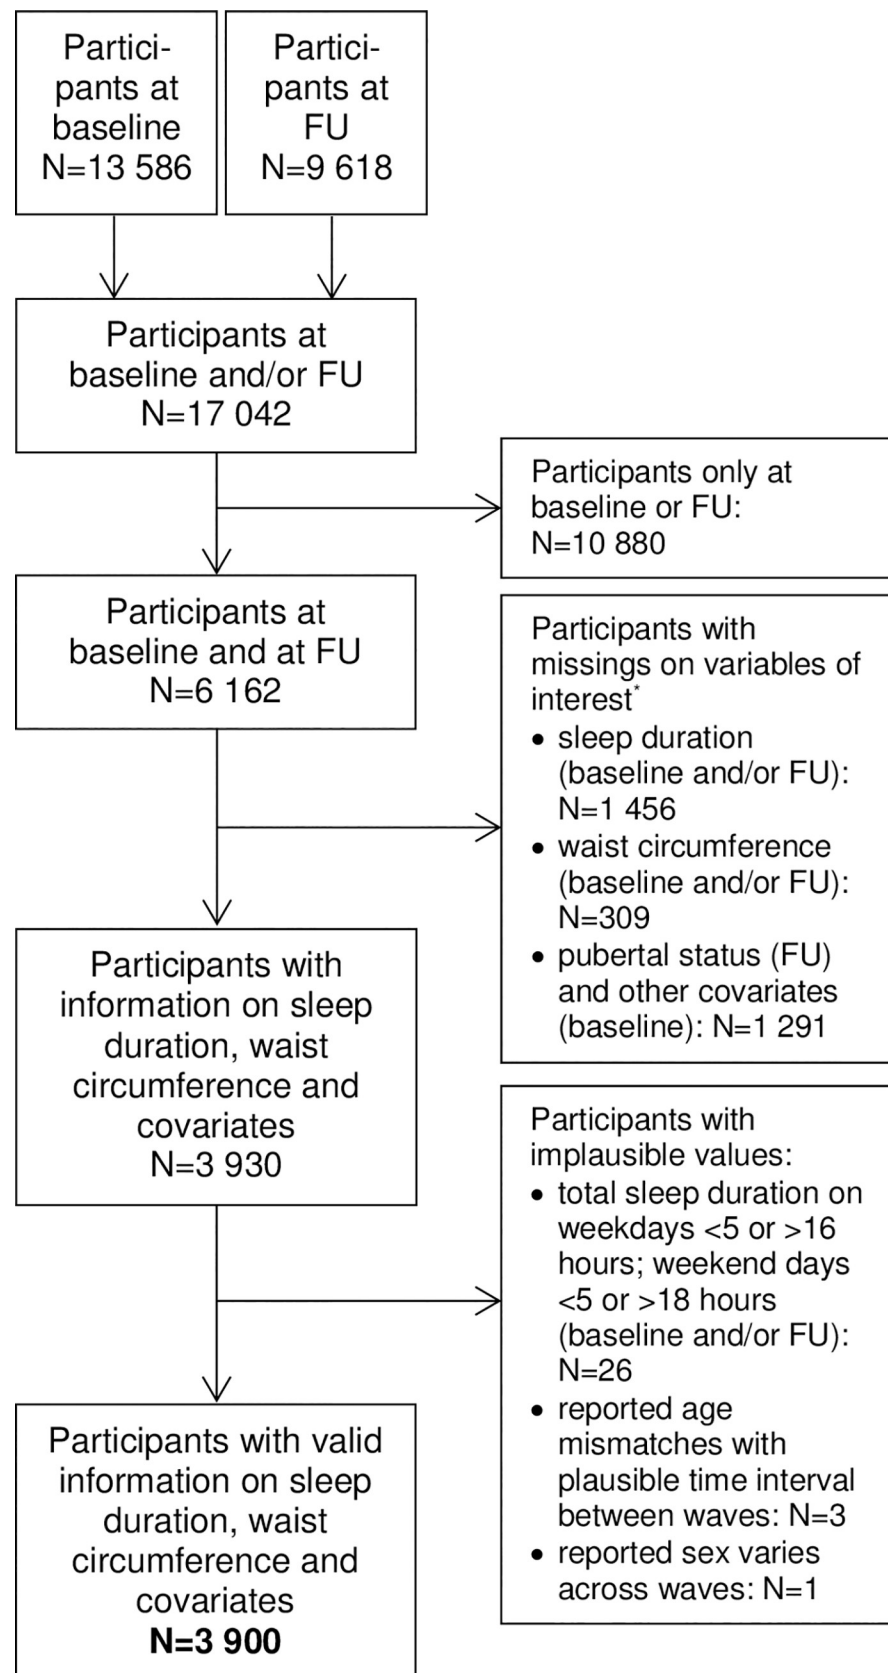 Partici-
pants at
baseline
N=13 586
Partici-
pants at
FU
N=9 618
Participants at
baseline and/or FU
N=17 042
Participants only at
baseline or FU:
N=10 880
Participants at
baseline and at FU
N=6 162
Participants with
missings on variables of
interest*
• sleep duration
(baseline and/or FU):
N=1 456
• waist circumference
(baseline and/or FU):
N=309
• pubertal status (FU)
and other covariates
(baseline): N=1 291
Participants with
information on sleep
duration, waist
circumference and
covariates
N=3 930
Participants with
implausible values:
• total sleep duration on
weekdays <5 or >16
hours; weekend days
<5 or >18 hours
(baseline and/or FU):
N=26
• reported age
mismatches with
plausible time interval
between waves: N=3
• reported sex varies
across waves: N=1
Participants with valid
information on sleep
duration, waist
circumference and
covariates
N=3 900